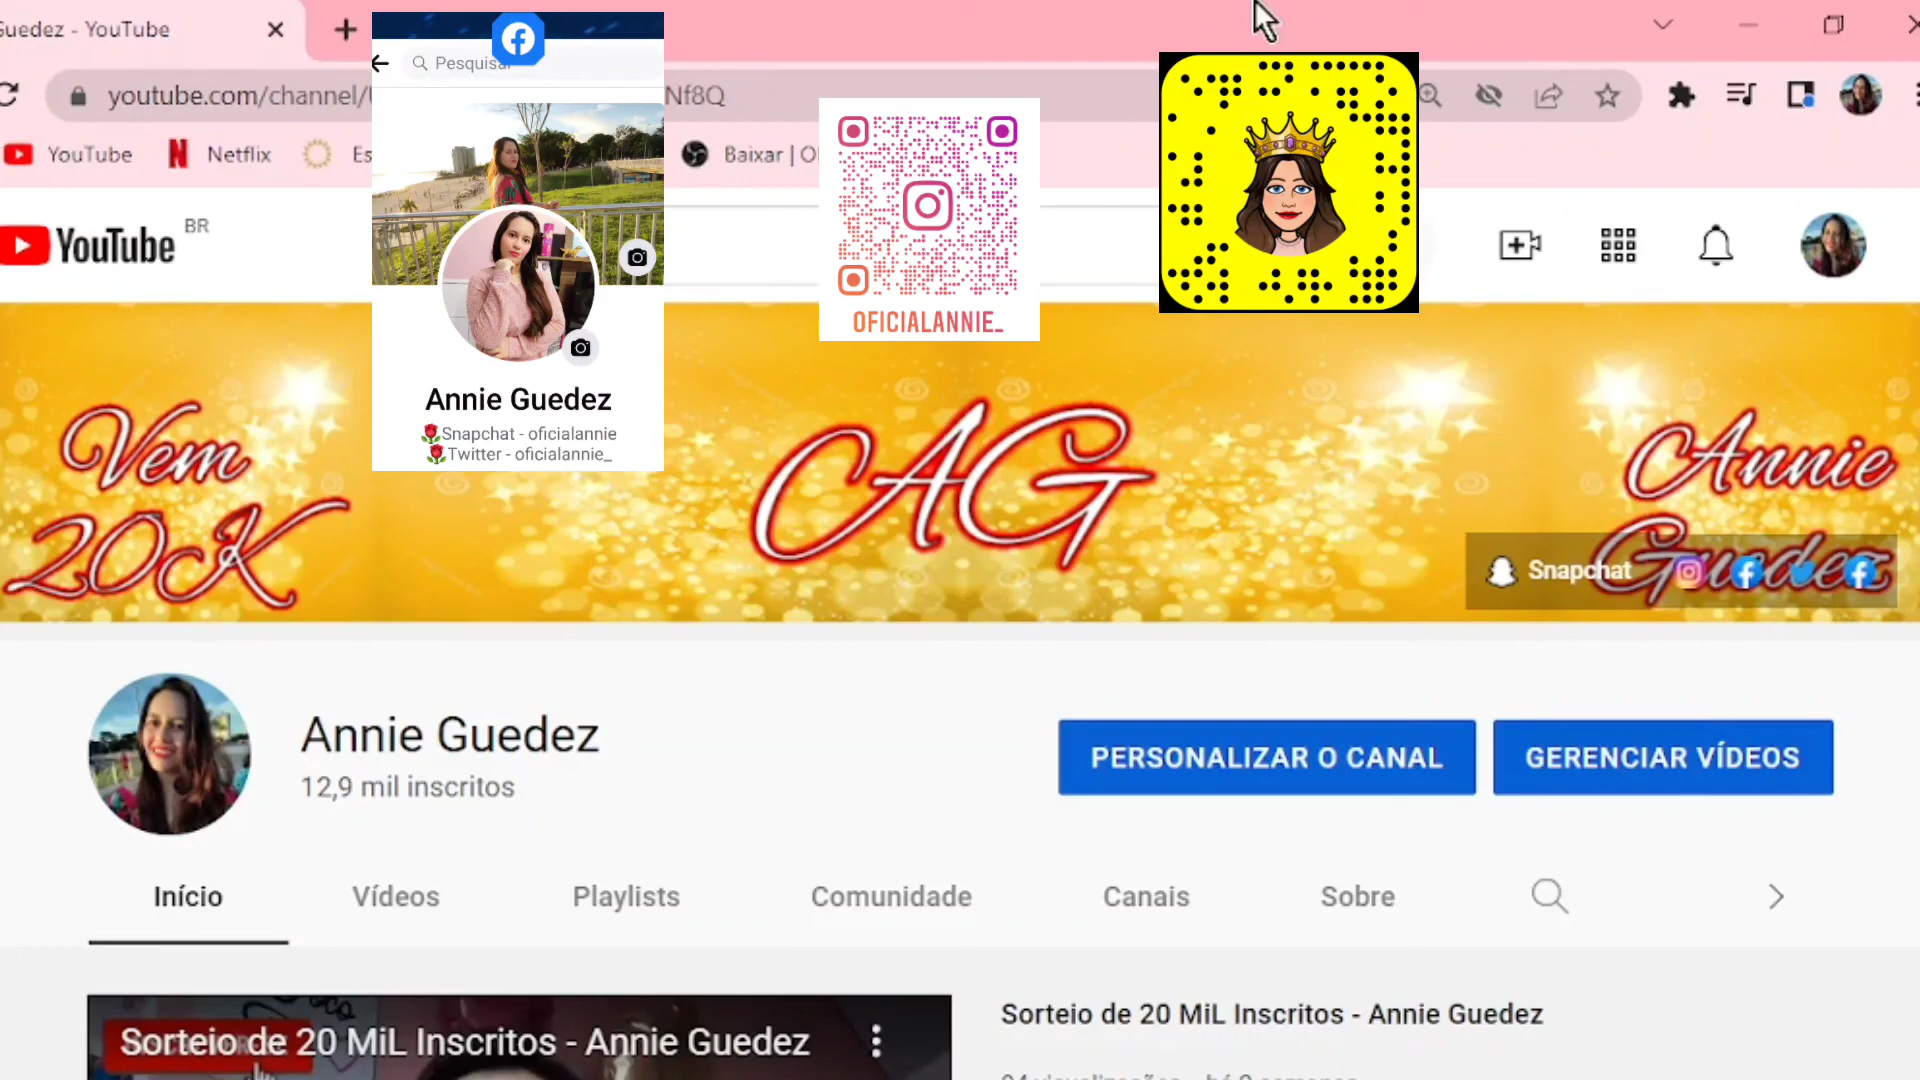 Guedez - YouTube
Pesquisar
youtube.com/channel/
Nf8Q
YouTube
Netflix
Es
Baixar | O
YouTube BR
OFICIALANNIE_
Annie Guedez
Snapchat - oficialannie
Twitter - oficialannie_
Vem
20K
AG
Annie
Guedez
Snapchat
Annie Guedez
12,9 mil inscritos
PERSONALIZAR O CANAL
GERENCIAR VÍDEOS
Início
Vídeos
Playlists
Comunidade
Canais
Sobre
Sorteio de 20 MiL Inscritos - Annie Guedez
Sorteio de 20 MiL Inscritos - Annie Guedez